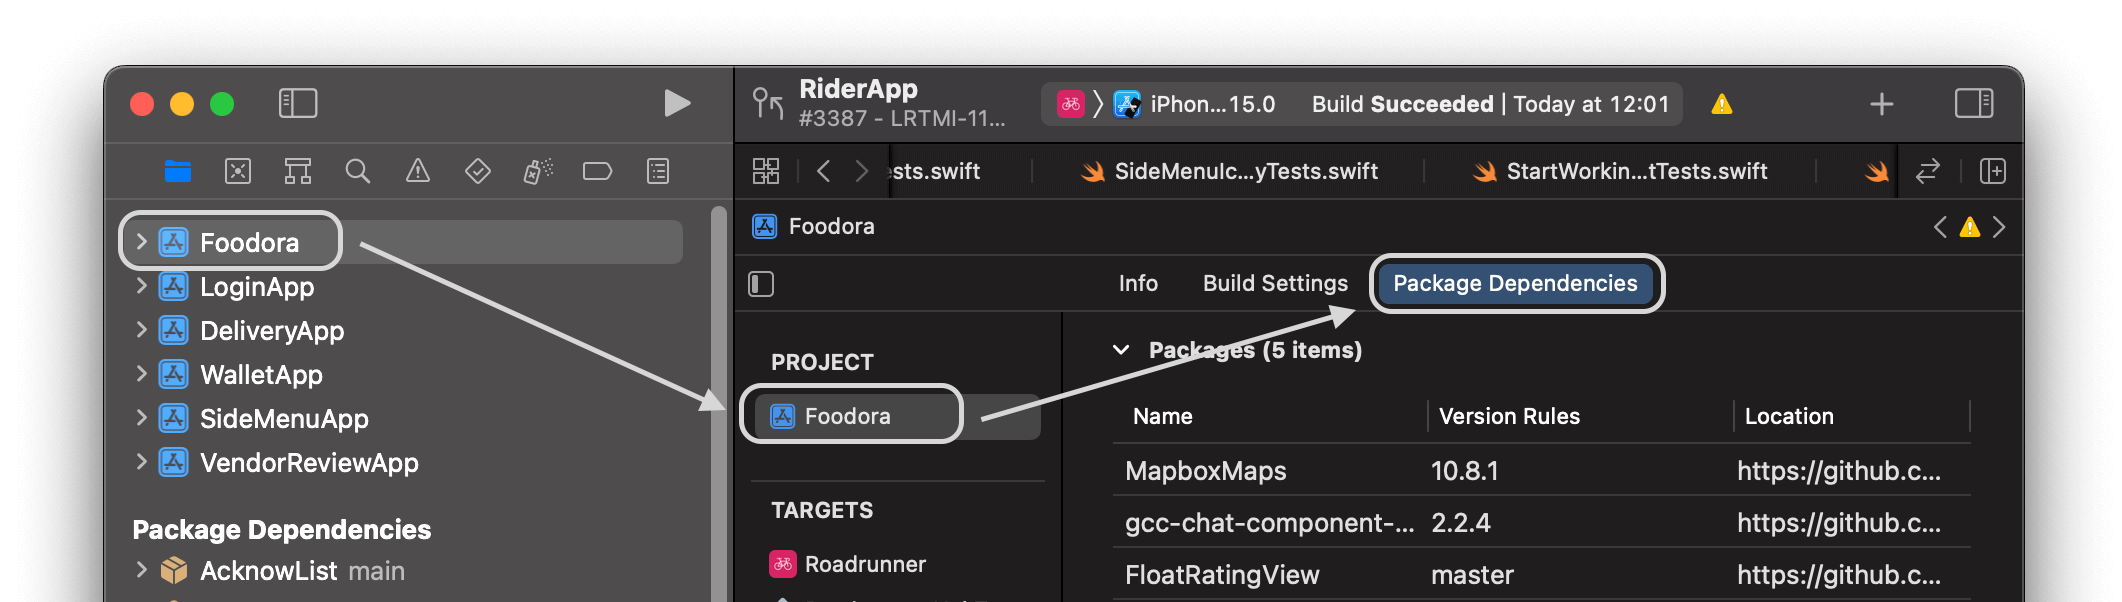 RiderApp
#3387 - LRTMI-11...
iPhon...15.0
Build Succeeded | Today at 12:01
ests.swift
SideMenuIc...yTests.swift
StartWorkin...tTests.swift
Foodora
LoginApp
DeliveryApp
WalletApp
SideMenuApp
VendorReviewApp
Package Dependencies
AcknowList main
Foodora
Info
Build Settings
Package Dependencies
PROJECT
Foodora
TARGETS
Roadrunner
Packages (5 items)
Name Version Rules Location
MapboxMaps 10.8.1 https://github.c...
gcc-chat-component-... 2.2.4 https://github.c...
FloatRatingView master https://github.c...